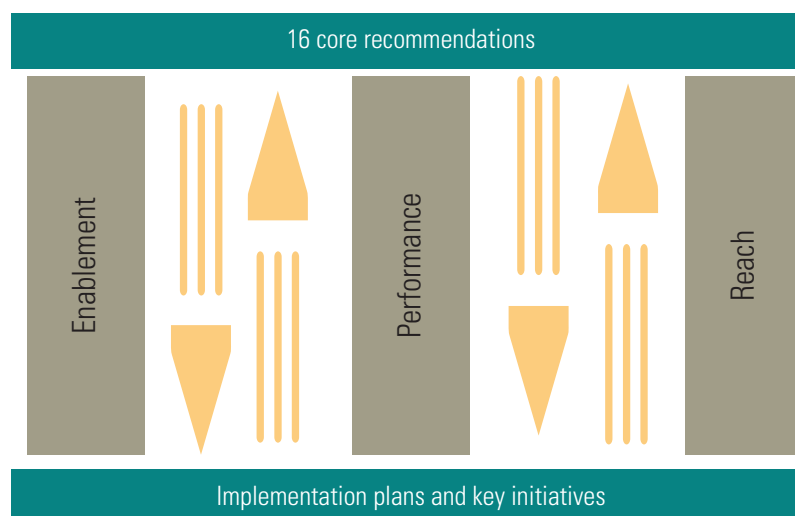 16 core recommendations
Enablement
Performance
Reach
Implementation plans and key initiatives